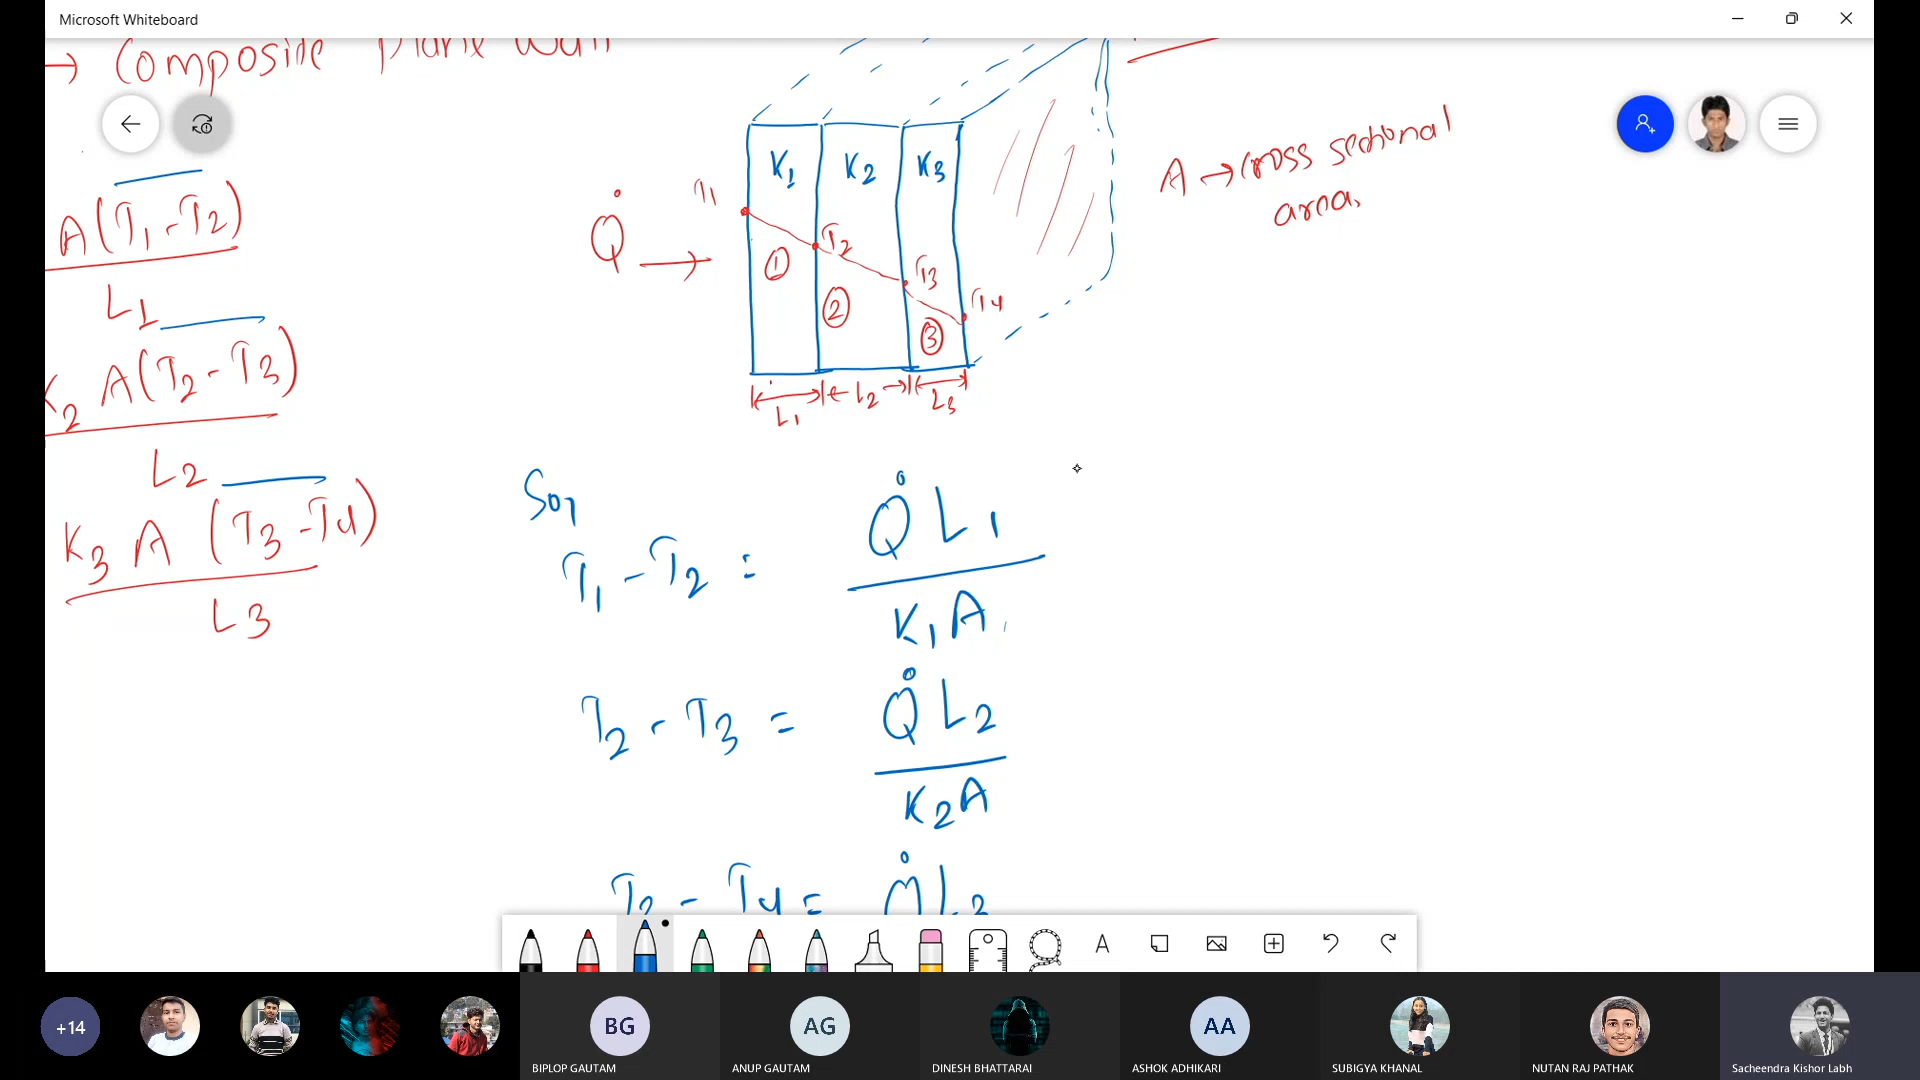 Microsoft Whiteboard
→ Composite Plane Wall
A(T₁-T₂)
L₁
K₂ A(T₂-T₃)
L₂
K₃ A (T₃-T₄)
L₃
Q̇ →
K₁ K₂ K₃
T₁
T₂
T₃
T₄
① ② ③
L₁ L₂ L₃
A → Cross sectional
area,
So,
T₁ - T₂ = Q̇ L₁
K₁ A
T₂ - T₃ = Q̇ L₂
K₂ A
T₃ - T₄ = Q̇ L₃
A
+14
BG
BIPLOP GAUTAM
AG
ANUP GAUTAM
DINESH BHATTARAI
AA
ASHOK ADHIKARI
SUBIGYA KHANAL
NUTAN RAJ PATHAK
Sacheendra Kishor Labh